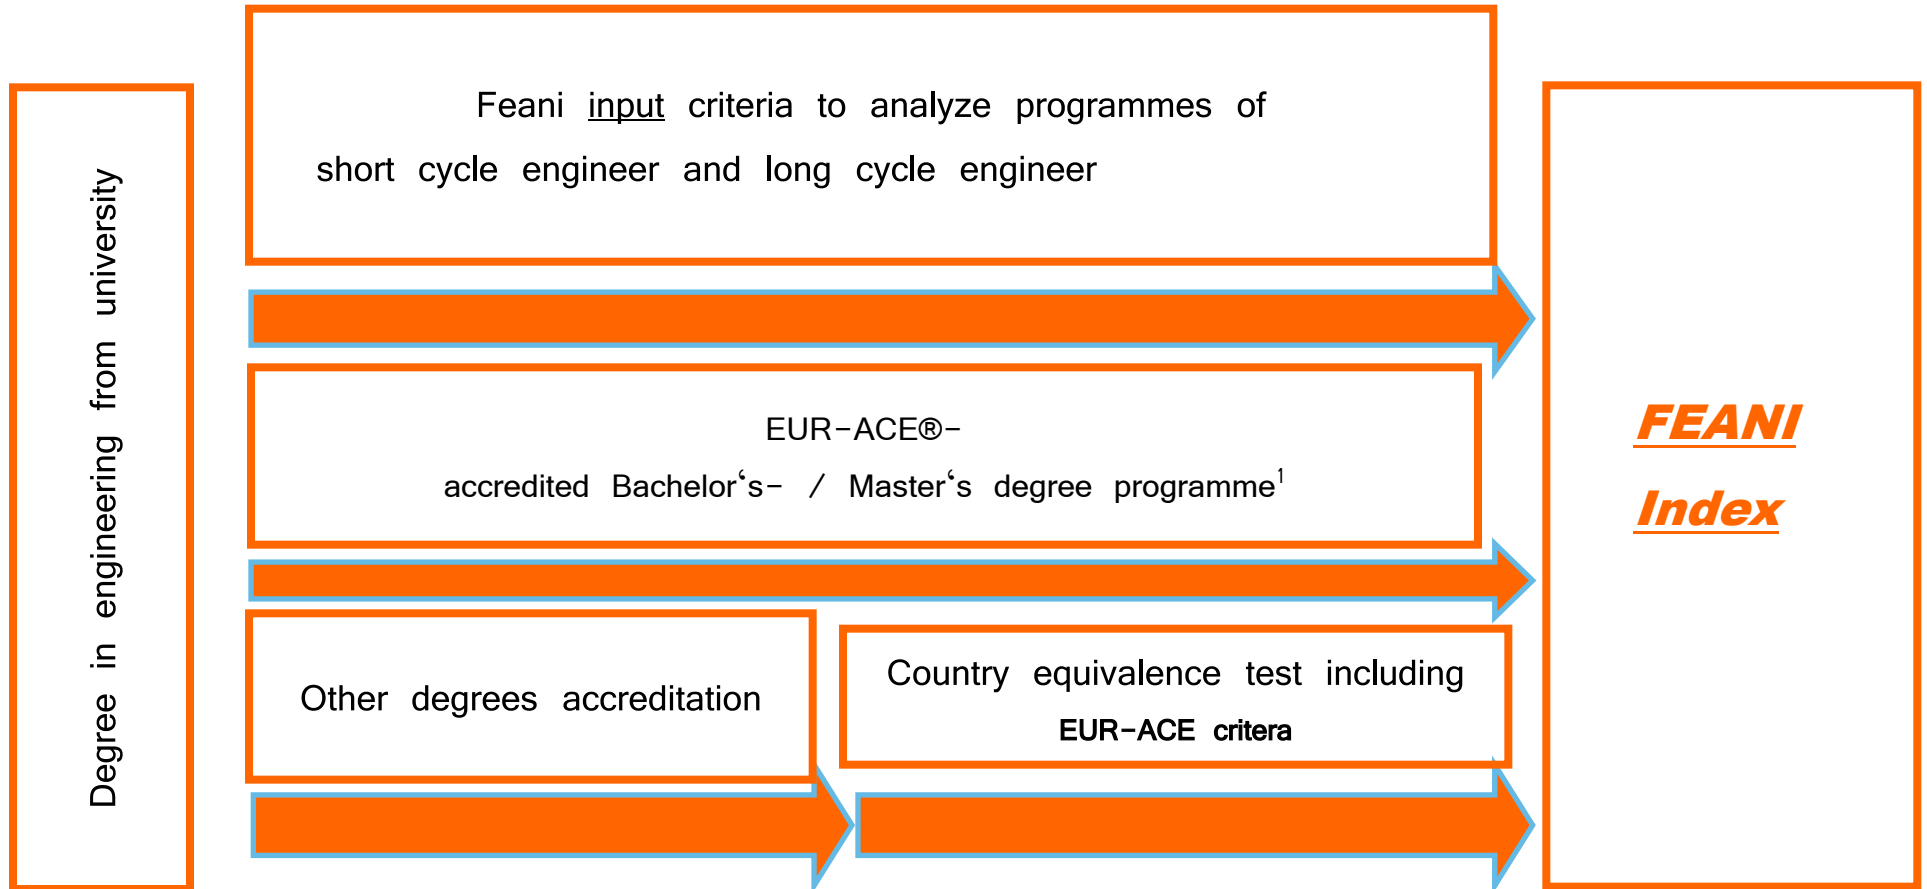 Degree in engineering from university
Feani input criteria to analyze programmes of
short cycle engineer and long cycle engineer
EUR-ACE®-
accredited Bachelor‘s- / Master‘s degree programme¹
Other degrees accreditation
Country equivalence test including
EUR-ACE critera
FEANI
Index